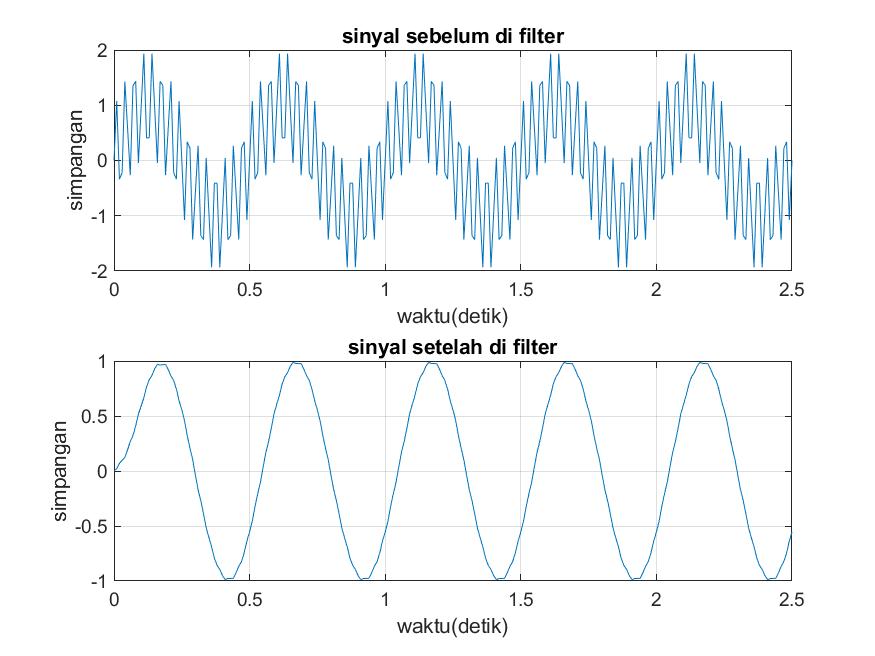 sinyal sebelum di filter
2
1
0
-1
-2
simpangan
0 0.5 1 1.5 2 2.5
waktu(detik)
sinyal setelah di filter
1
0.5
0
-0.5
-1
simpangan
0 0.5 1 1.5 2 2.5
waktu(detik)